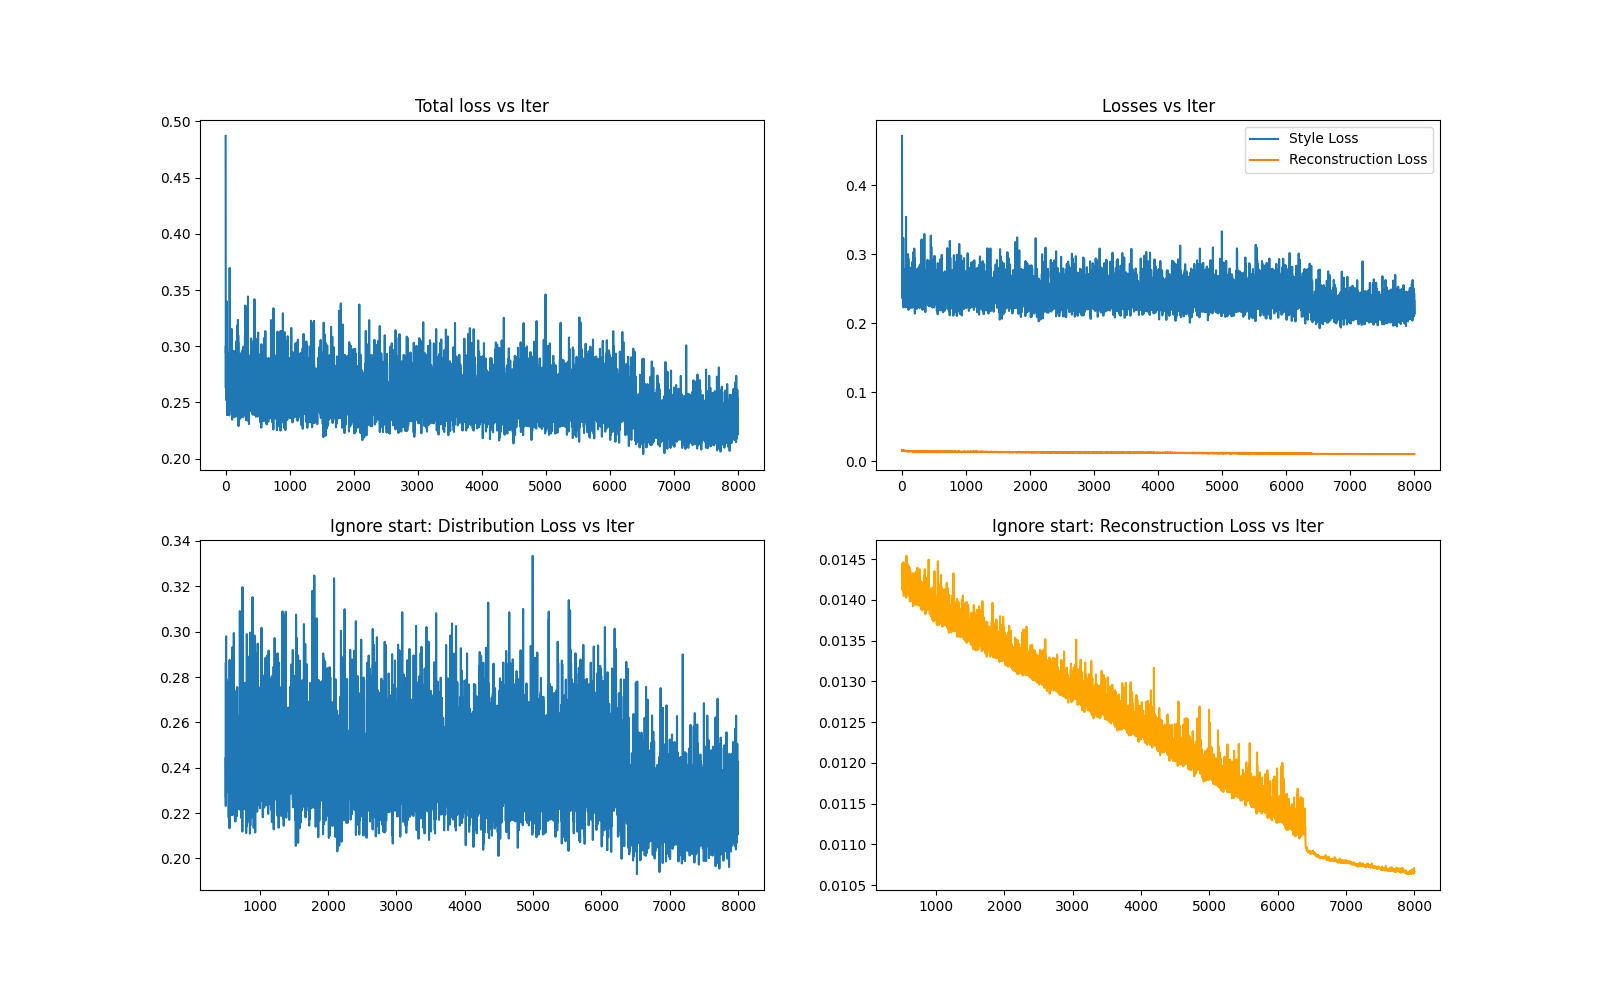 Total loss vs Iter
0.50
0.45
0.40
0.35
0.30
0.25
0.20
0 1000 2000 3000 4000 5000 6000 7000 8000
Losses vs Iter
Style Loss
Reconstruction Loss
0.4
0.3
0.2
0.1
0.0
0 1000 2000 3000 4000 5000 6000 7000 8000
Ignore start: Distribution Loss vs Iter
0.34
0.32
0.30
0.28
0.26
0.24
0.22
0.20
1000 2000 3000 4000 5000 6000 7000 8000
Ignore start: Reconstruction Loss vs Iter
0.0145
0.0140
0.0135
0.0130
0.0125
0.0120
0.0115
0.0110
0.0105
1000 2000 3000 4000 5000 6000 7000 8000